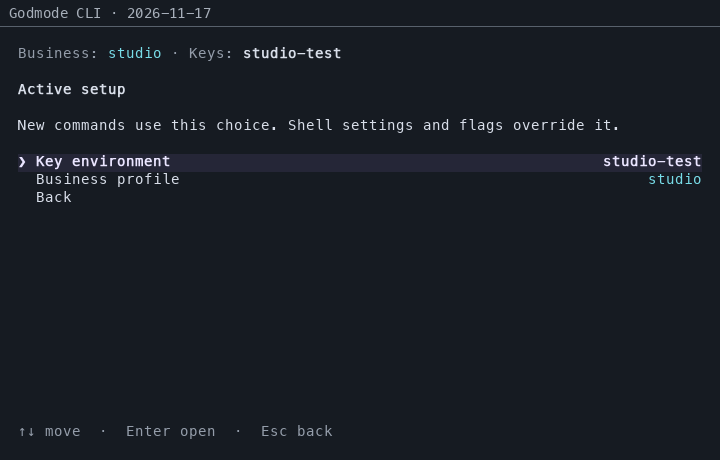 Godmode CLI · 2026-11-17
Business: studio · Keys: studio-test
Active setup
New commands use this choice. Shell settings and flags override it.
❯ Key environment studio-test
Business profile studio
Back
↑↓ move · Enter open · Esc back